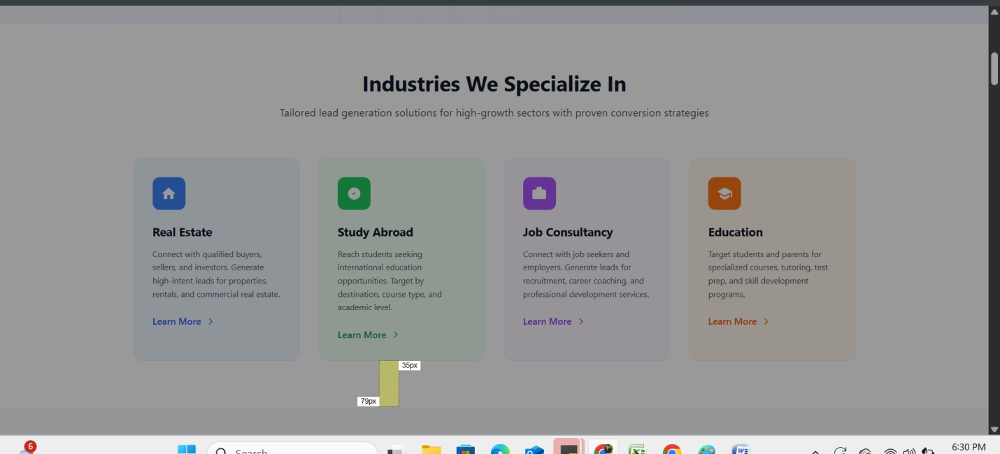 Industries We Specialize In
Tailored lead generation solutions for high-growth sectors with proven conversion strategies
Real Estate
Connect with qualified buyers,
sellers, and investors. Generate
high-intent leads for properties,
rentals, and commercial real estate.
Learn More
Study Abroad
Reach students seeking
international education
opportunities. Target by
destination, course type, and
academic level.
Learn More
Job Consultancy
Connect with job seekers and
employers. Generate leads for
recruitment, career coaching, and
professional development services.
Learn More
Education
Target students and parents for
specialized courses, tutoring, test
prep, and skill development
programs.
Learn More
35px
79px
6
Search
6:30 PM